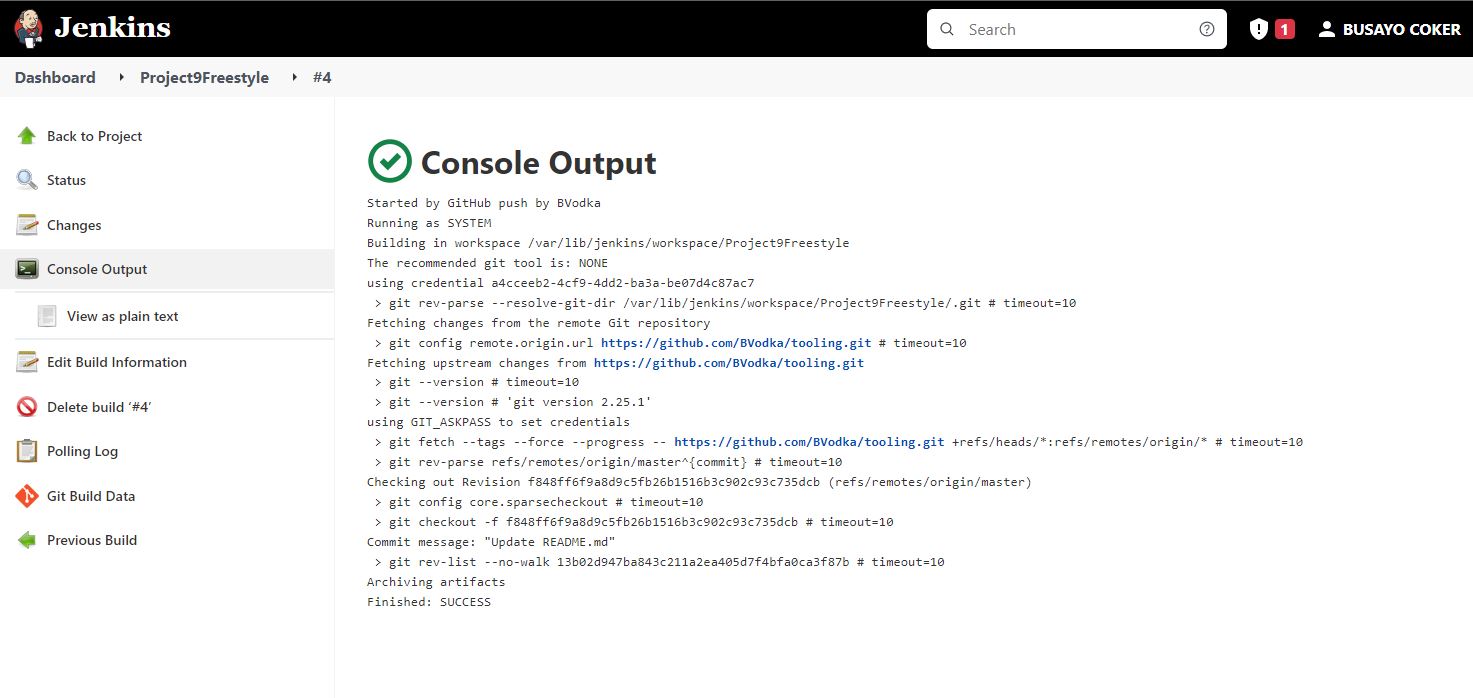 Jenkins
Search
1
BUSAYO COKER
Dashboard
Project9Freestyle
#4
Back to Project
Status
Changes
Console Output
View as plain text
Edit Build Information
Delete build ‘#4’
Polling Log
Git Build Data
Previous Build
Console Output
Started by GitHub push by BVodka
Running as SYSTEM
Building in workspace /var/lib/jenkins/workspace/Project9Freestyle
The recommended git tool is: NONE
using credential a4cceeb2-4cf9-4dd2-ba3a-be07d4c87ac7
> git rev-parse --resolve-git-dir /var/lib/jenkins/workspace/Project9Freestyle/.git # timeout=10
Fetching changes from the remote Git repository
> git config remote.origin.url https://github.com/BVodka/tooling.git # timeout=10
Fetching upstream changes from https://github.com/BVodka/tooling.git
> git --version # timeout=10
> git --version # 'git version 2.25.1'
using GIT_ASKPASS to set credentials
> git fetch --tags --force --progress -- https://github.com/BVodka/tooling.git +refs/heads/*:refs/remotes/origin/* # timeout=10
> git rev-parse refs/remotes/origin/master^{commit} # timeout=10
Checking out Revision f848ff6f9a8d9c5fb26b1516b3c902c93c735dcb (refs/remotes/origin/master)
> git config core.sparsecheckout # timeout=10
> git checkout -f f848ff6f9a8d9c5fb26b1516b3c902c93c735dcb # timeout=10
Commit message: "Update README.md"
> git rev-list --no-walk 13b02d947ba843c211a2ea405d7f4bfa0ca3f87b # timeout=10
Archiving artifacts
Finished: SUCCESS